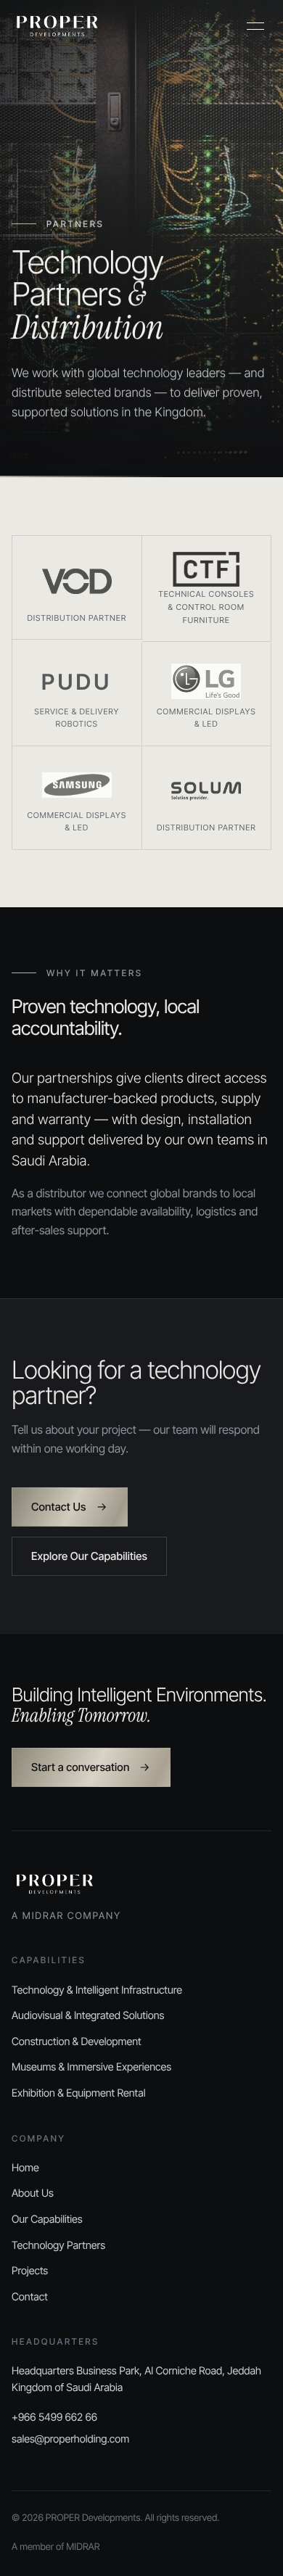 PROPER
DEVELOPMENTS
PARTNERS
Technology
Partners &
Distribution
We work with global technology leaders — and
distribute selected brands — to deliver proven,
supported solutions in the Kingdom.
VOD
DISTRIBUTION PARTNER
CTF
TECHNICAL CONSOLES
& CONTROL ROOM
FURNITURE
PUDU
SERVICE & DELIVERY
ROBOTICS
LG
Life's Good
COMMERCIAL DISPLAYS
& LED
SAMSUNG
COMMERCIAL DISPLAYS
& LED
SOLUM
Solution provider.
DISTRIBUTION PARTNER
WHY IT MATTERS
Proven technology, local
accountability.
Our partnerships give clients direct access
to manufacturer-backed products, supply
and warranty — with design, installation
and support delivered by our own teams in
Saudi Arabia.
As a distributor we connect global brands to local
markets with dependable availability, logistics and
after-sales support.
Looking for a technology
partner?
Tell us about your project — our team will respond
within one working day.
Contact Us →
Explore Our Capabilities
Building Intelligent Environments.
Enabling Tomorrow.
Start a conversation →
PROPER
DEVELOPMENTS
A MIDRAR COMPANY
CAPABILITIES
Technology & Intelligent Infrastructure
Audiovisual & Integrated Solutions
Construction & Development
Museums & Immersive Experiences
Exhibition & Equipment Rental
COMPANY
Home
About Us
Our Capabilities
Technology Partners
Projects
Contact
HEADQUARTERS
Headquarters Business Park, Al Corniche Road, Jeddah
Kingdom of Saudi Arabia
+966 5499 662 66
sales@properholding.com
© 2026 PROPER Developments. All rights reserved.
A member of MIDRAR